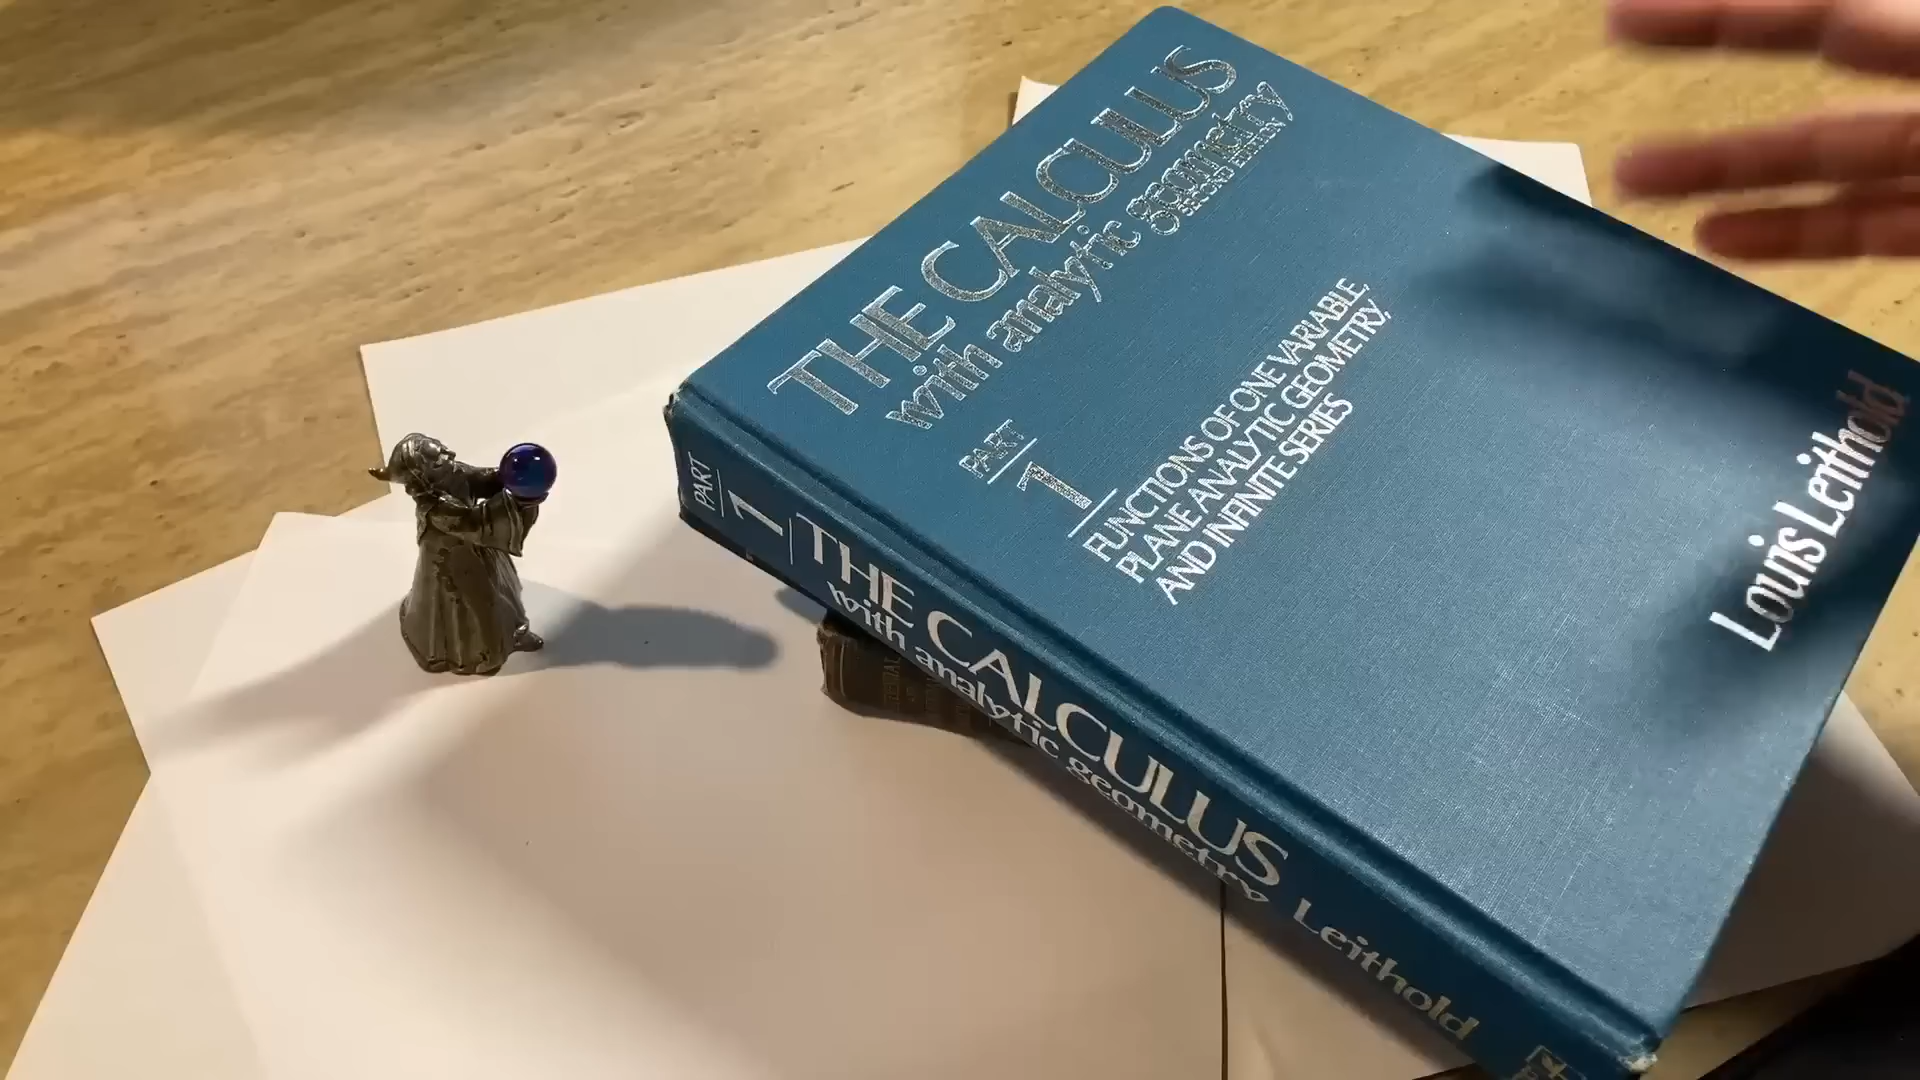 THE CALCULUS
with analytic geometry
SECOND EDITION
PART
1
FUNCTIONS OF ONE VARIABLE,
PLANE ANALYTIC GEOMETRY,
AND INFINITE SERIES
Louis Leithold
PART
1
THE CALCULUS
with analytic geometry
Leithold